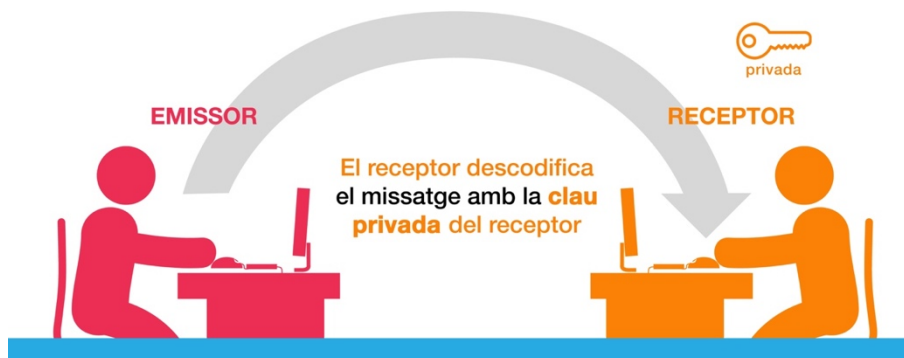 privada
EMISSOR
RECEPTOR
El receptor descodifica
el missatge amb la clau
privada del receptor